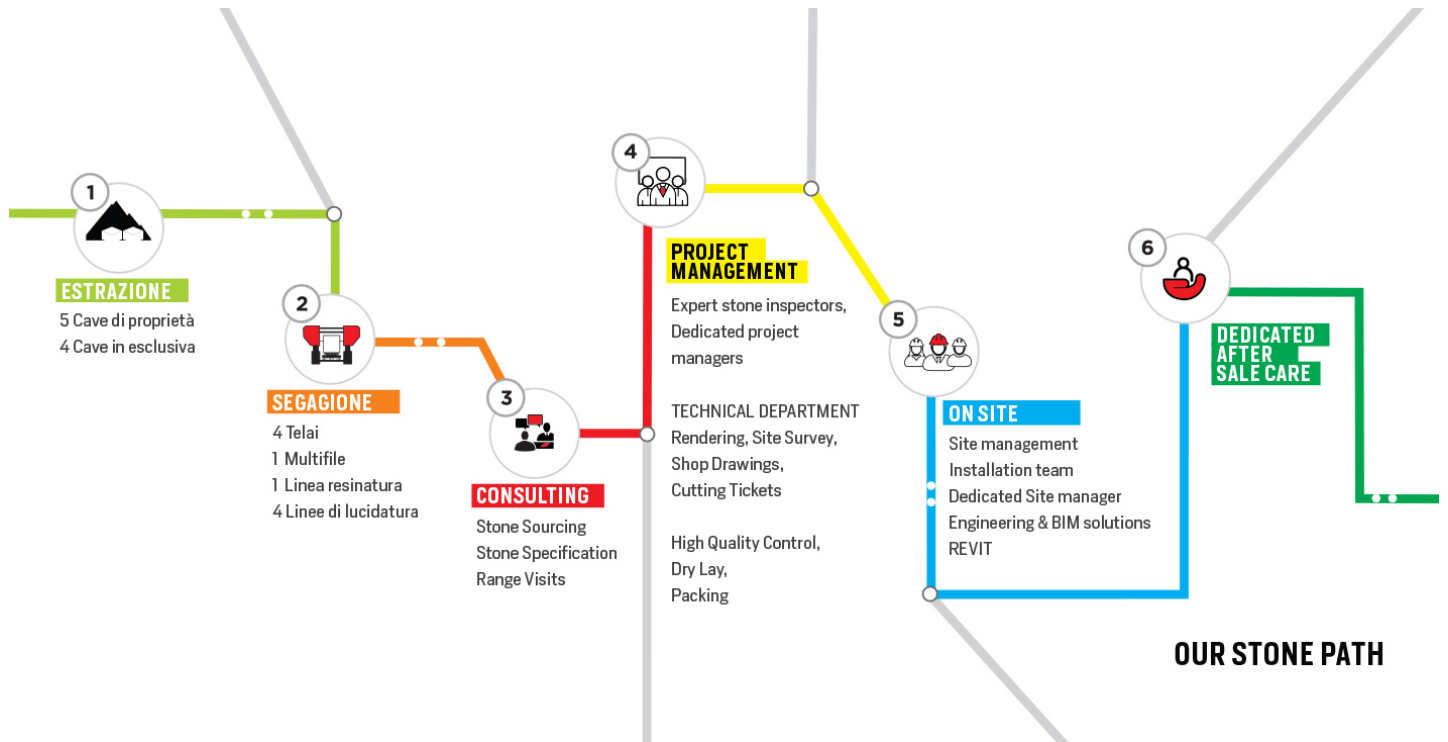 1
ESTRAZIONE
5 Cave di proprietà
4 Cave in esclusiva
2
SEGAGIONE
4 Telai
1 Multifile
1 Linea resinatura
4 Linee di lucidatura
3
CONSULTING
Stone Sourcing
Stone Specification
Range Visits
4
PROJECT
MANAGEMENT
Expert stone inspectors,
Dedicated project
managers
TECHNICAL DEPARTMENT
Rendering, Site Survey,
Shop Drawings,
Cutting Tickets
High Quality Control,
Dry Lay,
Packing
5
ON SITE
Site management
Installation team
Dedicated Site manager
Engineering & BIM solutions
REVIT
6
DEDICATED
AFTER
SALE CARE
OUR STONE PATH